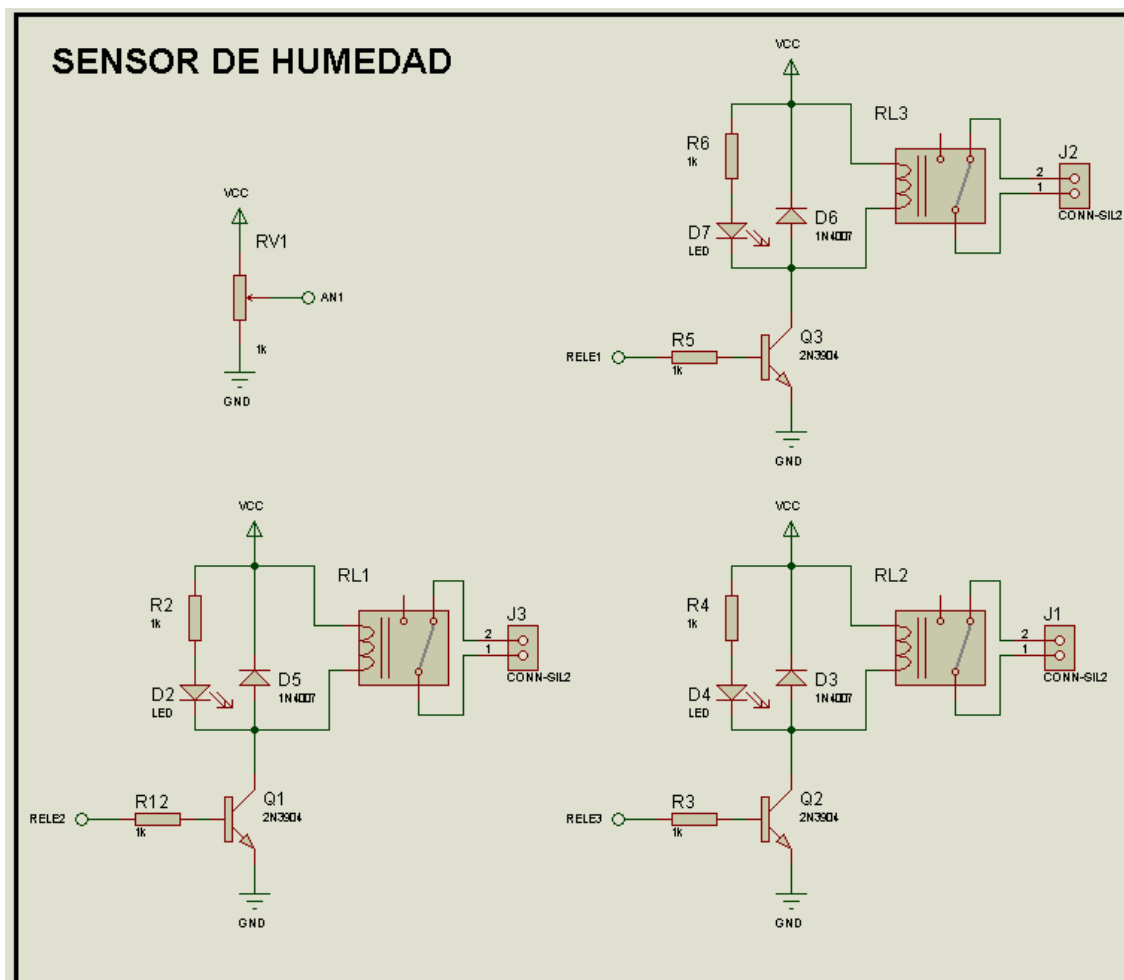 SENSOR DE HUMEDAD
VCC
RV1
AN1
1k
GND
VCC
RL3
R6
1k
J2
2
1
CONN-SIL2
D6
1N4007
D7
LED
Q3
2N3904
R5
1k
RELE1
GND
VCC
RL1
R2
1k
J3
2
1
CONN-SIL2
D5
1N4007
D2
LED
Q1
2N3904
R12
1k
RELE2
GND
VCC
RL2
R4
1k
J1
2
1
CONN-SIL2
D3
1N4007
D4
LED
Q2
2N3904
R3
1k
RELE3
GND